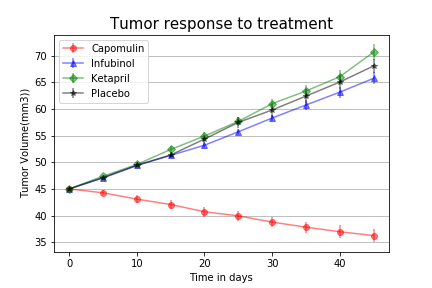 Tumor response to treatment
Capomulin
Infubinol
Ketapril
Placebo
Tumor Volume(mm3))
70
65
60
55
50
45
40
35
0 10 20 30 40
Time in days